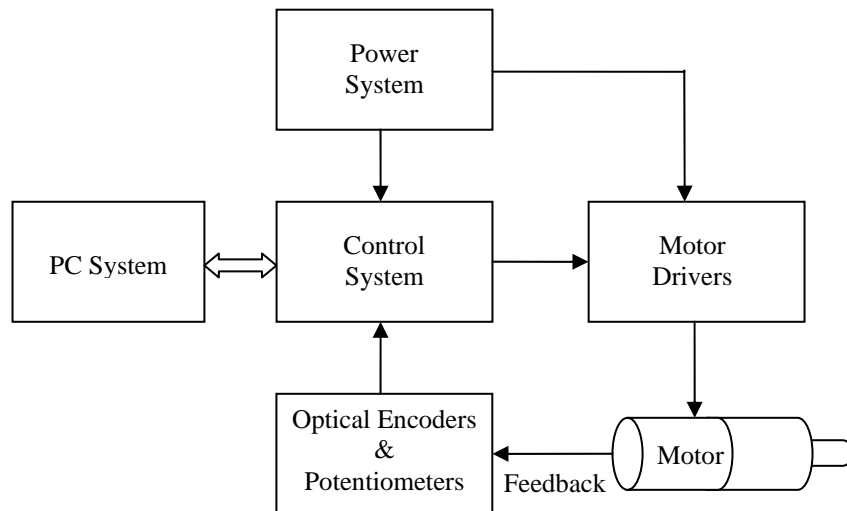 Power
System
PC System
Control
System
Motor
Drivers
Optical Encoders
&
Potentiometers
Feedback
Motor